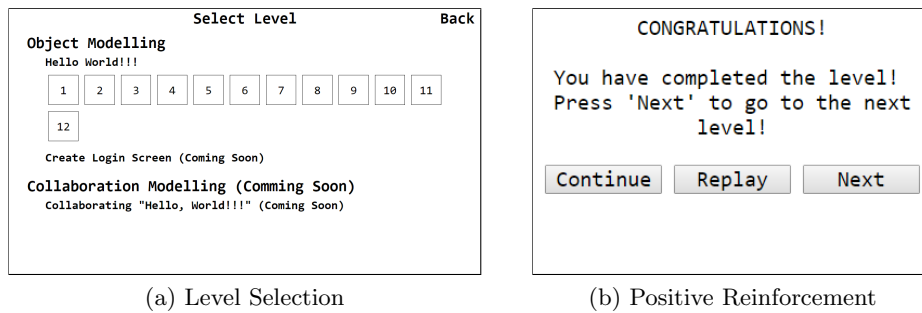 Select Level Back
Object Modelling
Hello World!!!
1 2 3 4 5 6 7 8 9 10 11
12
Create Login Screen (Coming Soon)
Collaboration Modelling (Comming Soon)
Collaborating "Hello, World!!!" (Coming Soon)
(a) Level Selection
CONGRATULATIONS!
You have completed the level!
Press 'Next' to go to the next
level!
Continue Replay Next
(b) Positive Reinforcement